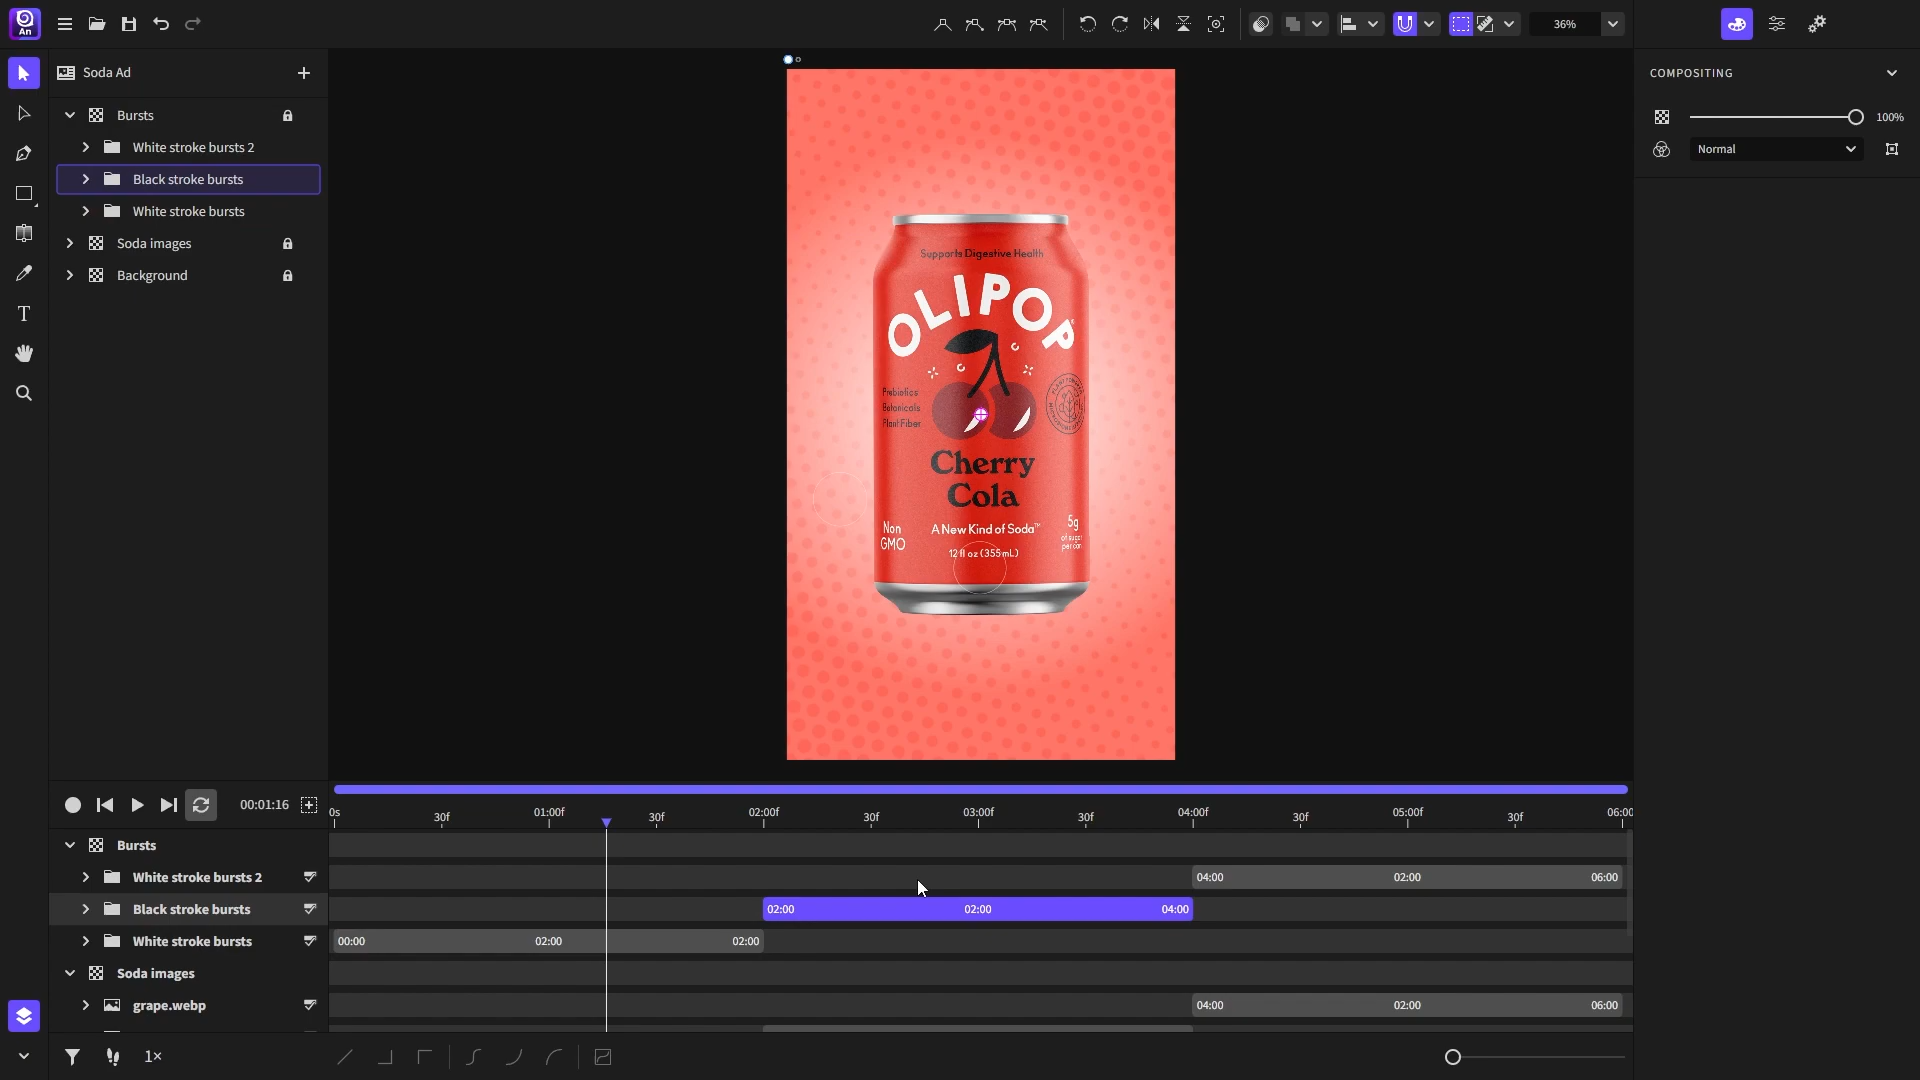 An
36%
Soda Ad
Bursts
White stroke bursts 2
Black stroke bursts
White stroke bursts
Soda images
Background
COMPOSITING
100%
Normal
Supports Digestive Health
OLIPOP
Prebiotics
Botanicals
Plant Fiber
Cherry
Cola
Non
GMO
A New Kind of Soda™
12 fl oz (355 mL)
5g
of sugar
per can
00:01:16
0s
30f
01:00f
30f
02:00f
30f
03:00f
30f
04:00f
30f
05:00f
30f
06:00
Bursts
White stroke bursts 2
04:00
02:00
06:00
Black stroke bursts
02:00
02:00
04:00
White stroke bursts
00:00
02:00
02:00
Soda images
grape.webp
04:00
02:00
06:00
1×